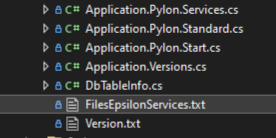 C# Application.Pylon.Services.cs
C# Application.Pylon.Standard.cs
C# Application.Pylon.Start.cs
C# Application.Versions.cs
C# DbTableInfo.cs
FilesEpsilonServices.txt
Version.txt